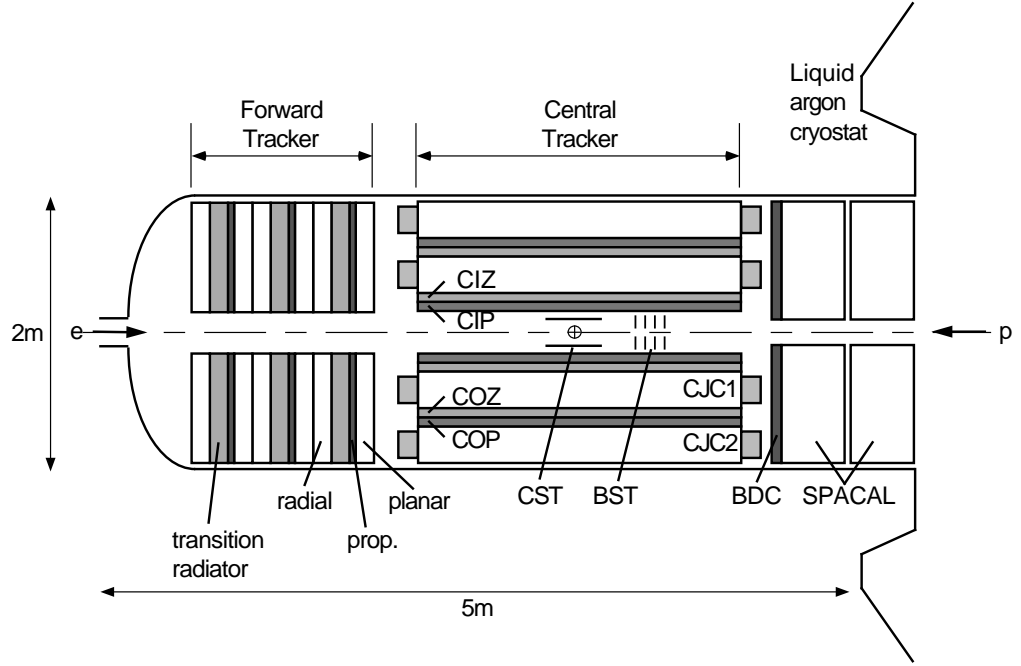 Liquid
argon
cryostat
Forward
Tracker
Central
Tracker
CIZ
CIP
2m
e
p
COZ
CJC1
COP
CJC2
radial
planar
CST
BST
BDC
SPACAL
transition
radiator
prop.
5m